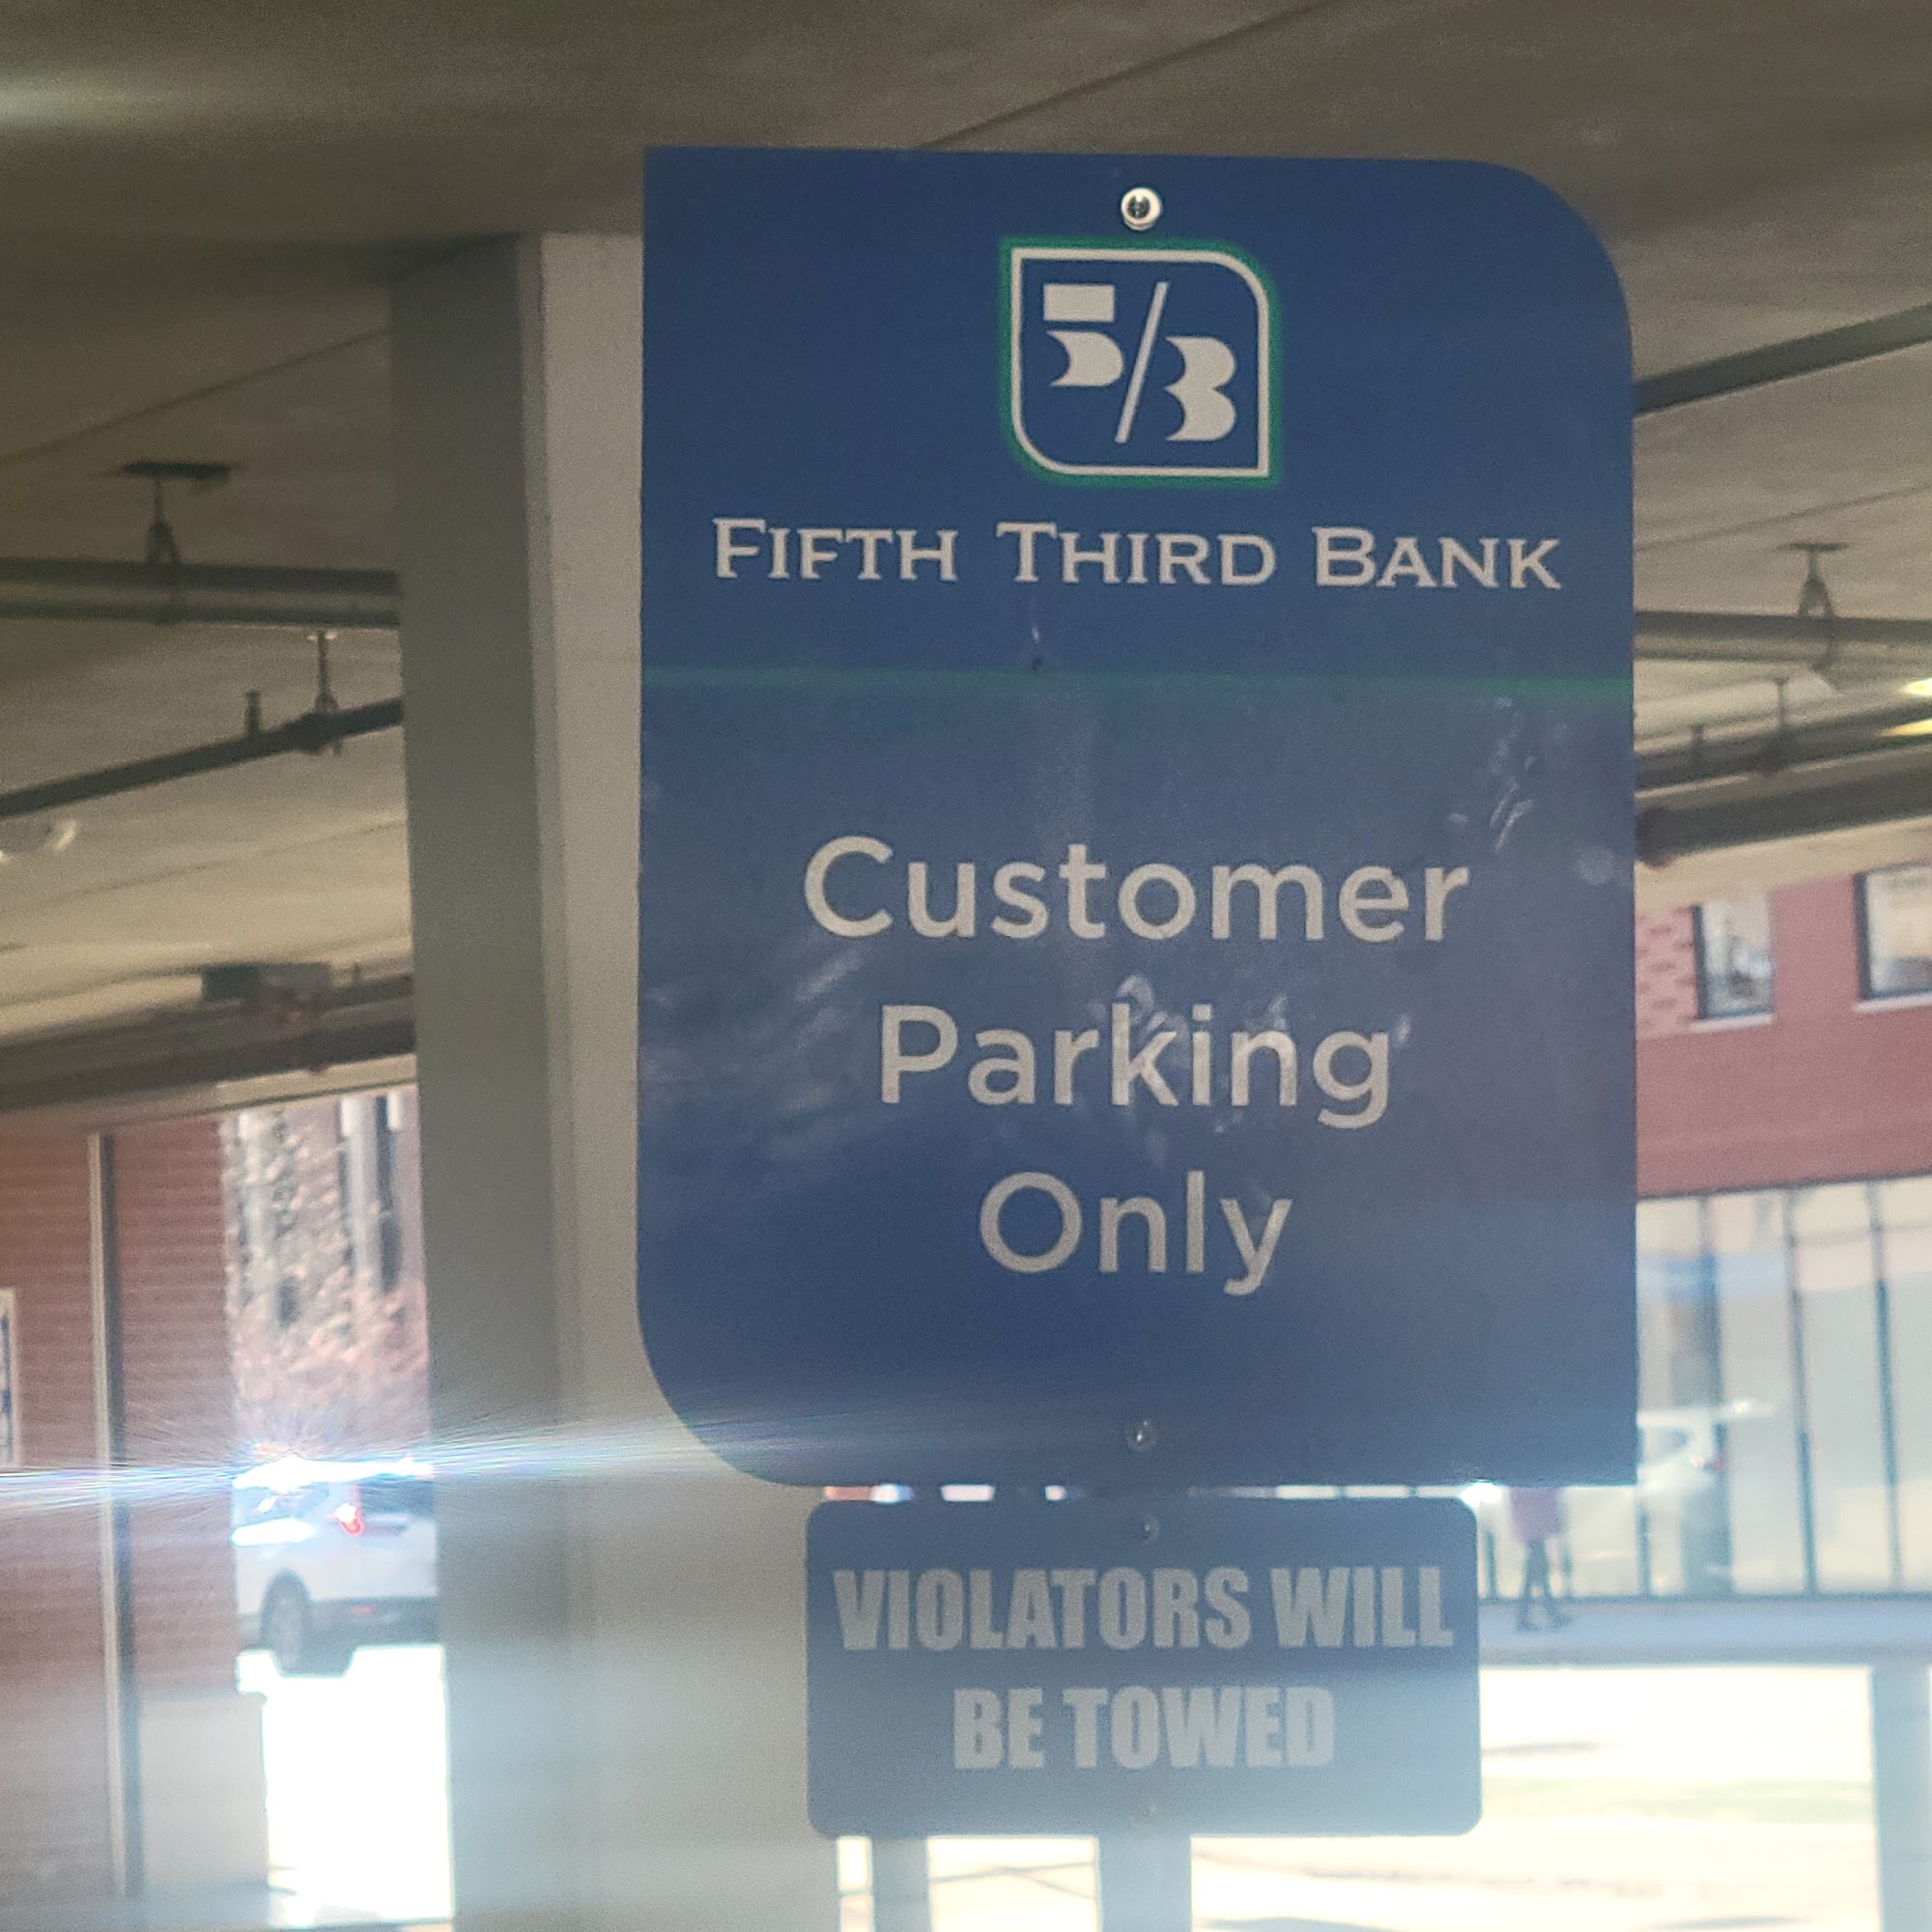 5/3
FIFTH THIRD BANK
Customer
Parking
Only
VIOLATORS WILL
BE TOWED